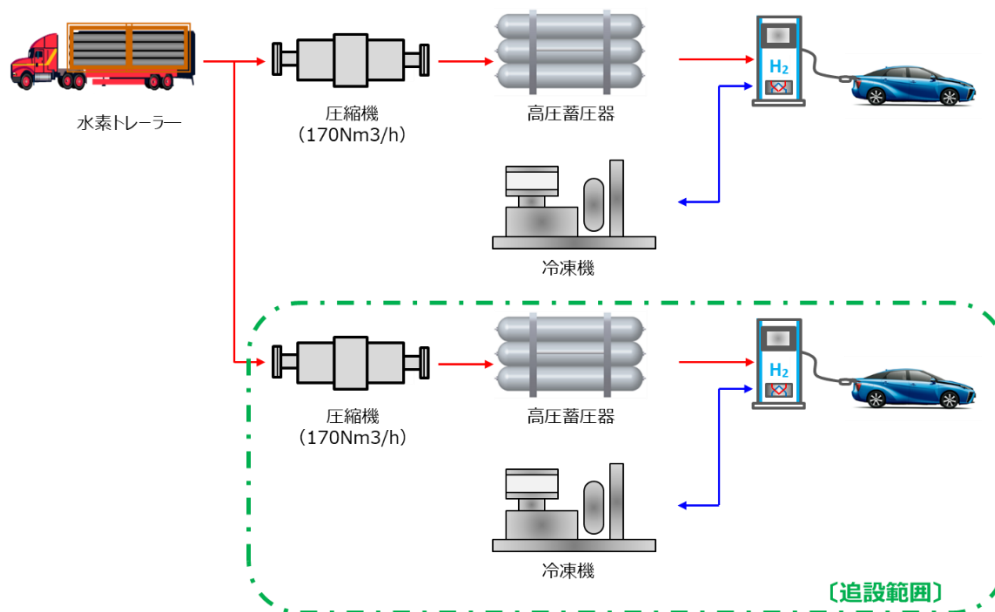 H2
水素トレーラー
圧縮機
(170Nm3/h)
高圧蓄圧器
冷凍機
H2
圧縮機
(170Nm3/h)
高圧蓄圧器
冷凍機
〔追設範囲〕